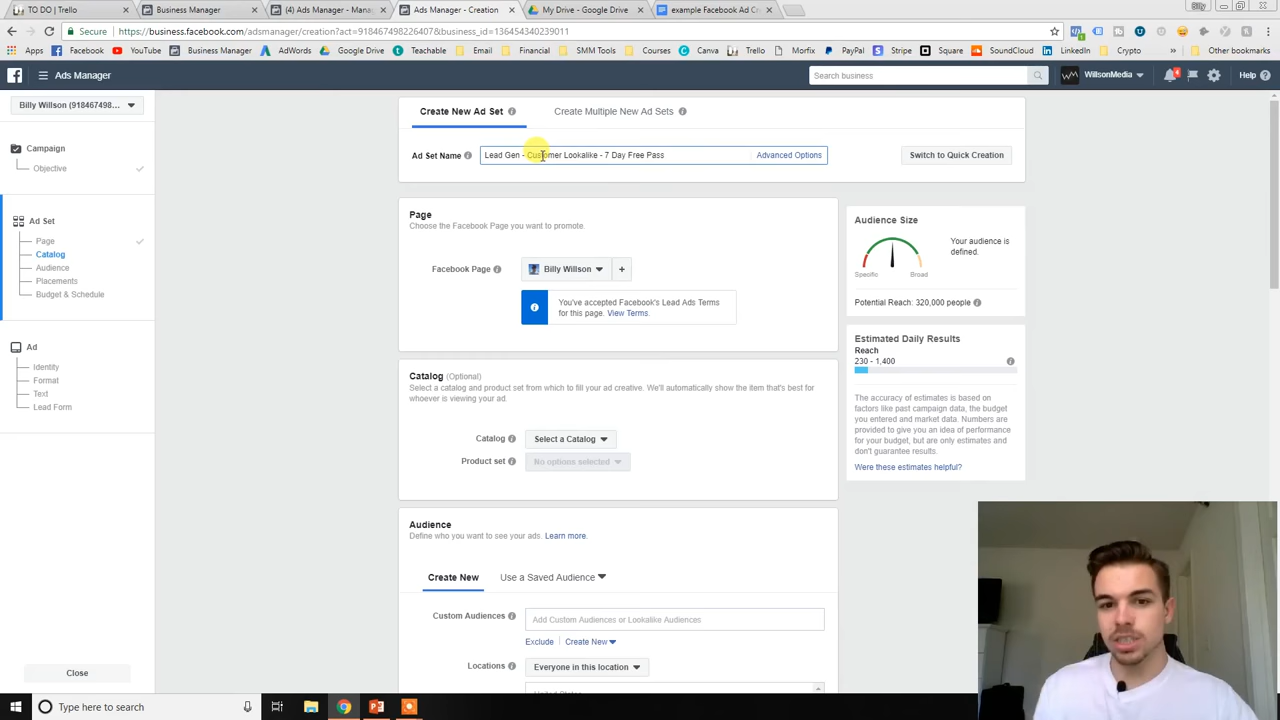 TO DO | Trello
Business Manager
(4) Ads Manager - Manag
Ads Manager - Creation
My Drive - Google Drive
example Facebook Ad Cr
Billy
https://business.facebook.com/adsmanager/creation?act=918467498226407&business_id=136454340239011
Apps
Facebook
YouTube
Business Manager
AdWords
Google Drive
Teachable
Email
Financial
SMM Tools
Courses
Canva
Trello
Morfix
PayPal
Stripe
Square
SoundCloud
LinkedIn
Crypto
Other bookmarks
Ads Manager
Search business
WillsonMedia
Help
Billy Willson (918467498...
Create New Ad Set
Create Multiple New Ad Sets
Campaign
Objective
Ad Set Name
Lead Gen - Customer Lookalike - 7 Day Free Pass
Advanced Options
Switch to Quick Creation
Ad Set
Page
Catalog
Audience
Placements
Budget & Schedule
Ad
Identity
Format
Text
Lead Form
Close
Page
Choose the Facebook Page you want to promote.
Facebook Page
Billy Willson
+
You've accepted Facebook's Lead Ads Terms
for this page. View Terms.
Catalog (Optional)
Select a catalog and product set from which to fill your ad creative. We'll automatically show the item that's best for
whoever is viewing your ad.
Catalog
Select a Catalog
Product set
No options selected
Audience
Define who you want to see your ads. Learn more.
Create New
Use a Saved Audience
Custom Audiences
Add Custom Audiences or Lookalike Audiences
Exclude
Create New
Locations
Everyone in this location
United States
Audience Size
Your audience is
defined.
Specific
Broad
Potential Reach: 320,000 people
Estimated Daily Results
Reach
230 - 1,400
The accuracy of estimates is based on
factors like past campaign data, the budget
you entered and market data. Numbers are
provided to give you an idea of performance
for your budget, but are only estimates and
don't guarantee results.
Were these estimates helpful?
Type here to search